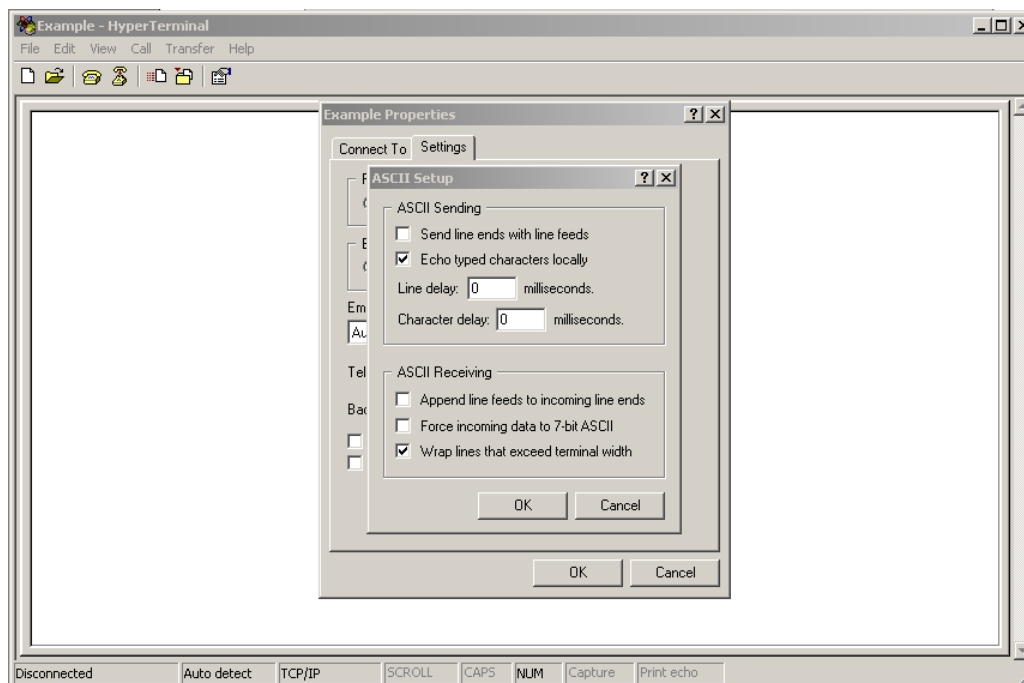 Example - HyperTerminal
File Edit View Call Transfer Help
Example Properties
Connect To Settings
ASCII Setup
ASCII Sending
Send line ends with line feeds
Echo typed characters locally
Line delay: 0 milliseconds.
Character delay: 0 milliseconds.
ASCII Receiving
Append line feeds to incoming line ends
Force incoming data to 7-bit ASCII
Wrap lines that exceed terminal width
OK Cancel
OK Cancel
Disconnected Auto detect TCP/IP SCROLL CAPS NUM Capture Print echo